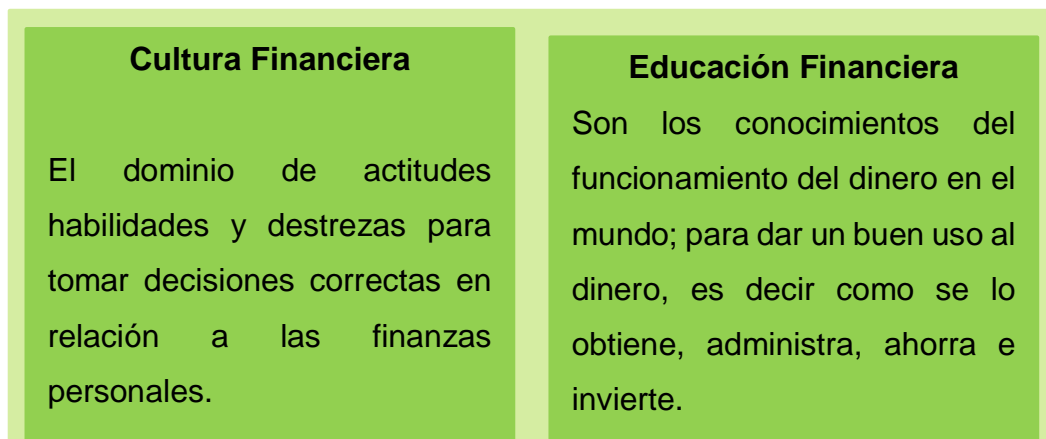 Cultura Financiera
El dominio de actitudes
habilidades y destrezas para
tomar decisiones correctas en
relación a las finanzas
personales.
Educación Financiera
Son los conocimientos del
funcionamiento del dinero en el
mundo; para dar un buen uso al
dinero, es decir como se lo
obtiene, administra, ahorra e
invierte.